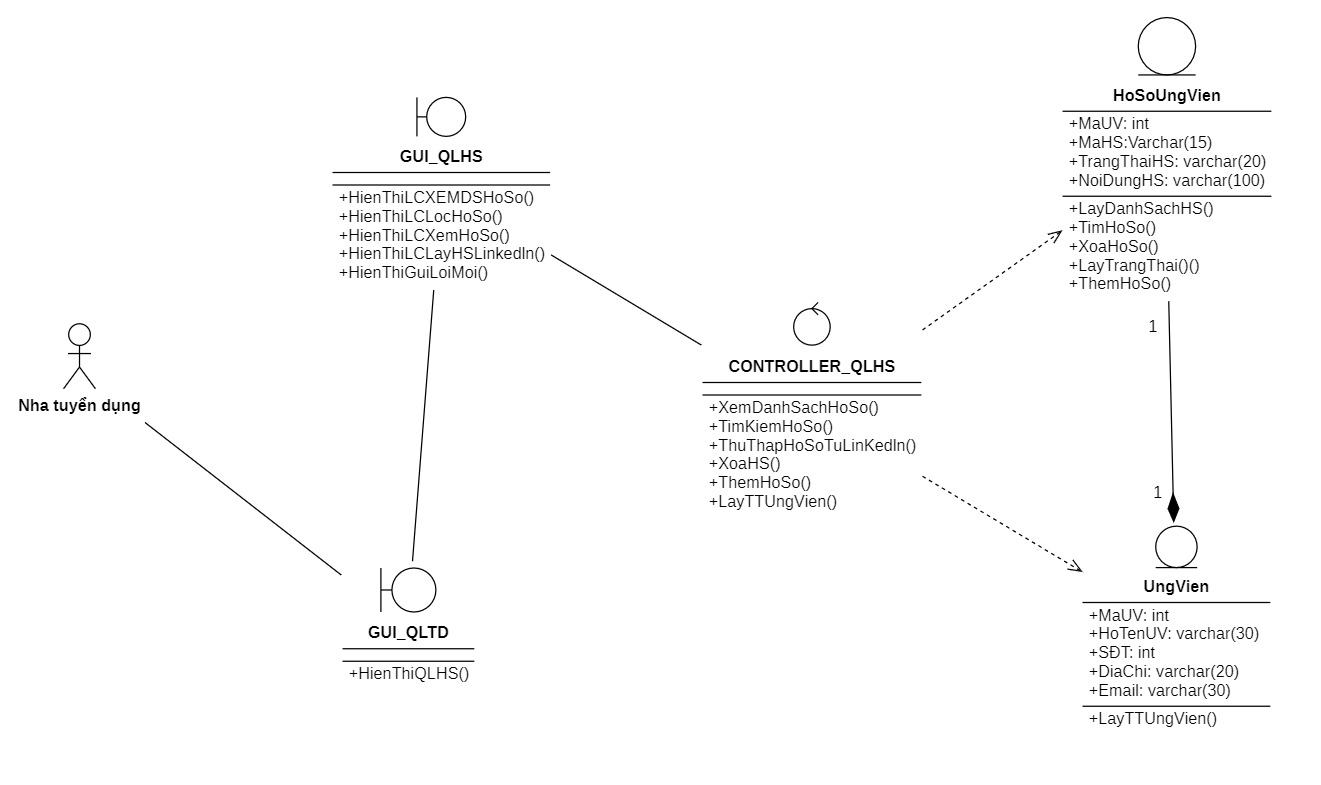 HoSoUngVien
+MaUV: int
+MaHS:Varchar(15)
+TrangThaiHS: varchar(20)
+NoiDungHS: varchar(100)
+LayDanhSachHS()
+TimHoSo()
+XoaHoSo()
+LayTrangThai()()
+ThemHoSo()
GUI_QLHS
+HienThiLCXEMDSHoSo()
+HienThiLCLocHoSo()
+HienThiLCXemHoSo()
+HienThiLCLayHSLinkedIn()
+HienThiGuiLoiMoi()
1
CONTROLLER_QLHS
+XemDanhSachHoSo()
+TimKiemHoSo()
+ThuThapHoSoTuLinKedIn()
+XoaHS()
+ThemHoSo()
+LayTTUngVien()
Nha tuyển dụng
1
UngVien
+MaUV: int
+HoTenUV: varchar(30)
+SĐT: int
+DiaChi: varchar(20)
+Email: varchar(30)
+LayTTUngVien()
GUI_QLTD
+HienThiQLHS()